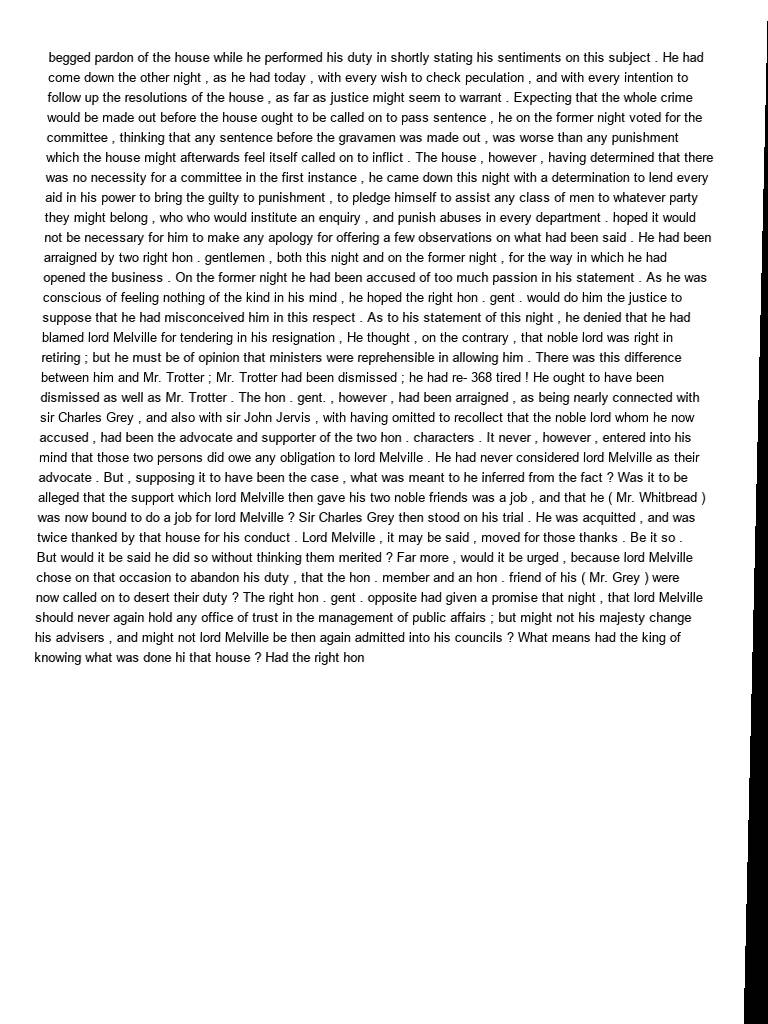 begged pardon of the house while he performed his duty in shortly stating his sentiments on this subject . He had
come down the other night , as he had today , with every wish to check peculation , and with every intention to
follow up the resolutions of the house , as far as justice might seem to warrant . Expecting that the whole crime
would be made out before the house ought to be called on to pass sentence , he on the former night voted for the
committee , thinking that any sentence before the gravamen was made out , was worse than any punishment
which the house might afterwards feel itself called on to inflict . The house , however , having determined that there
was no necessity for a committee in the first instance , he came down this night with a determination to lend every
aid in his power to bring the guilty to punishment , to pledge himself to assist any class of men to whatever party
they might belong , who who would institute an enquiry , and punish abuses in every department . hoped it would
not be necessary for him to make any apology for offering a few observations on what had been said . He had been
arraigned by two right hon . gentlemen , both this night and on the former night , for the way in which he had
opened the business . On the former night he had been accused of too much passion in his statement . As he was
conscious of feeling nothing of the kind in his mind , he hoped the right hon . gent . would do him the justice to
suppose that he had misconceived him in this respect . As to his statement of this night , he denied that he had
blamed lord Melville for tendering in his resignation , He thought , on the contrary , that noble lord was right in
retiring ; but he must be of opinion that ministers were reprehensible in allowing him . There was this difference
between him and Mr. Trotter ; Mr. Trotter had been dismissed ; he had re- 368 tired ! He ought to have been
dismissed as well as Mr. Trotter . The hon . gent. , however , had been arraigned , as being nearly connected with
sir Charles Grey , and also with sir John Jervis , with having omitted to recollect that the noble lord whom he now
accused , had been the advocate and supporter of the two hon . characters . It never , however , entered into his
mind that those two persons did owe any obligation to lord Melville . He had never considered lord Melville as their
advocate . But , supposing it to have been the case , what was meant to he inferred from the fact ? Was it to be
alleged that the support which lord Melville then gave his two noble friends was a job , and that he ( Mr. Whitbread )
was now bound to do a job for lord Melville ? Sir Charles Grey then stood on his trial . He was acquitted , and was
twice thanked by that house for his conduct . Lord Melville , it may be said , moved for those thanks . Be it so .
But would it be said he did so without thinking them merited ? Far more , would it be urged , because lord Melville
chose on that occasion to abandon his duty , that the hon . member and an hon . friend of his ( Mr. Grey ) were
now called on to desert their duty ? The right hon . gent . opposite had given a promise that night , that lord Melville
should never again hold any office of trust in the management of public affairs ; but might not his majesty change
his advisers , and might not lord Melville be then again admitted into his councils ? What means had the king of
knowing what was done hi that house ? Had the right hon